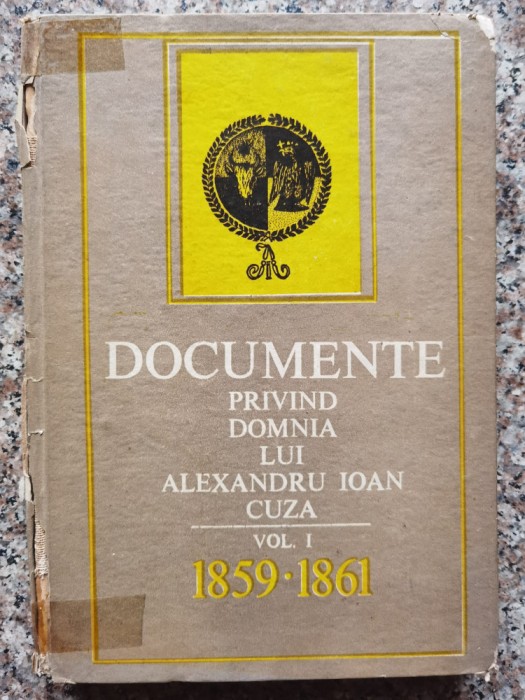 DOCUMENTE
PRIVIND
DOMNIA
LUI
ALEXANDRU IOAN
CUZA
VOL. I
1859·1861